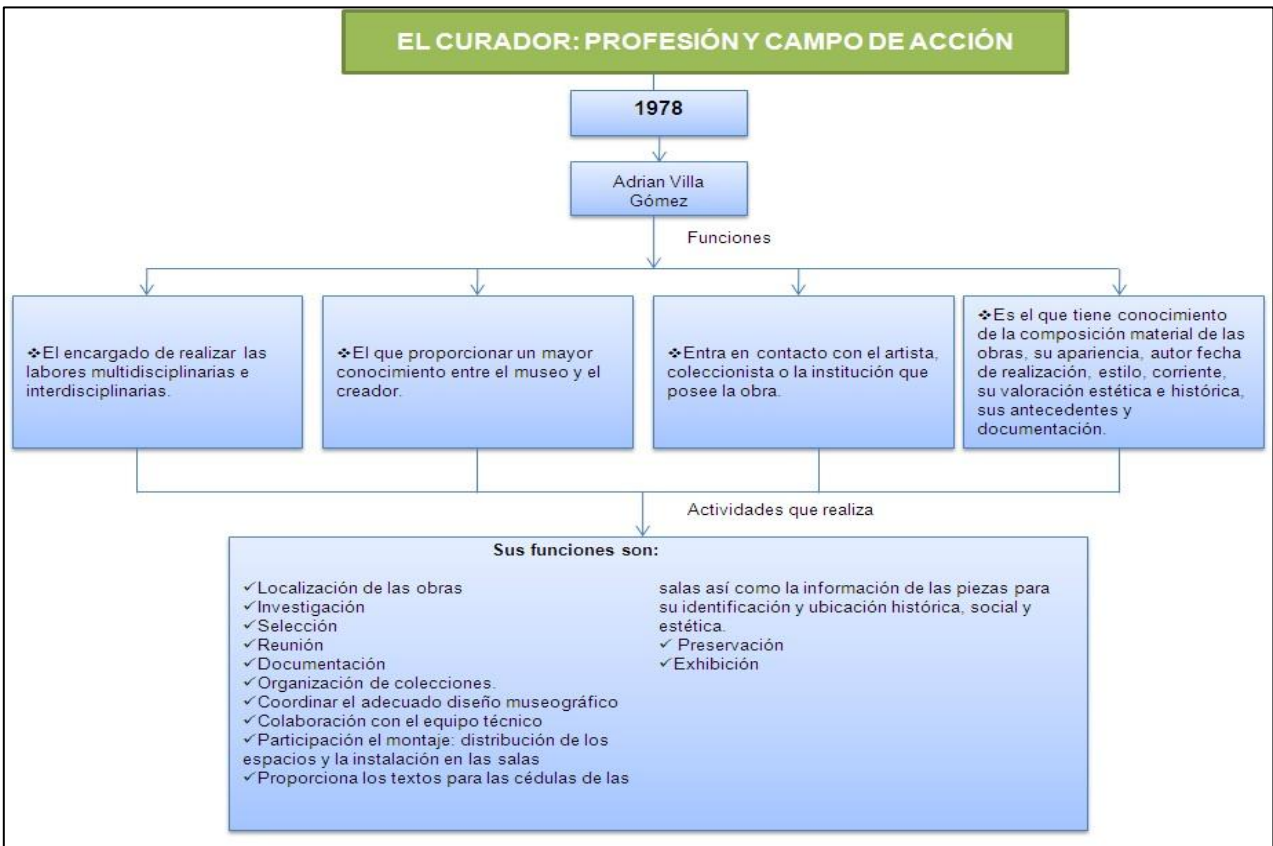 EL CURADOR: PROFESIÓN Y CAMPO DE ACCIÓN
1978
Adrian Villa
Gómez
Funciones
❖El encargado de realizar las
labores multidisciplinarias e
interdisciplinarias.
❖El que proporcionar un mayor
conocimiento entre el museo y el
creador.
❖Entra en contacto con el artista,
coleccionista o la institución que
posee la obra.
❖Es el que tiene conocimiento
de la composición material de las
obras, su apariencia, autor fecha
de realización, estilo, corriente,
su valoración estética e histórica,
sus antecedentes y
documentación.
Actividades que realiza
Sus funciones son:
✓Localización de las obras
✓Investigación
✓Selección
✓Reunión
✓Documentación
✓Organización de colecciones.
✓Coordinar el adecuado diseño museográfico
✓Colaboración con el equipo técnico
✓Participación el montaje: distribución de los
espacios y la instalación en las salas
✓Proporciona los textos para las cédulas de las
salas así como la información de las piezas para
su identificación y ubicación histórica, social y
estética.
✓ Preservación
✓Exhibición